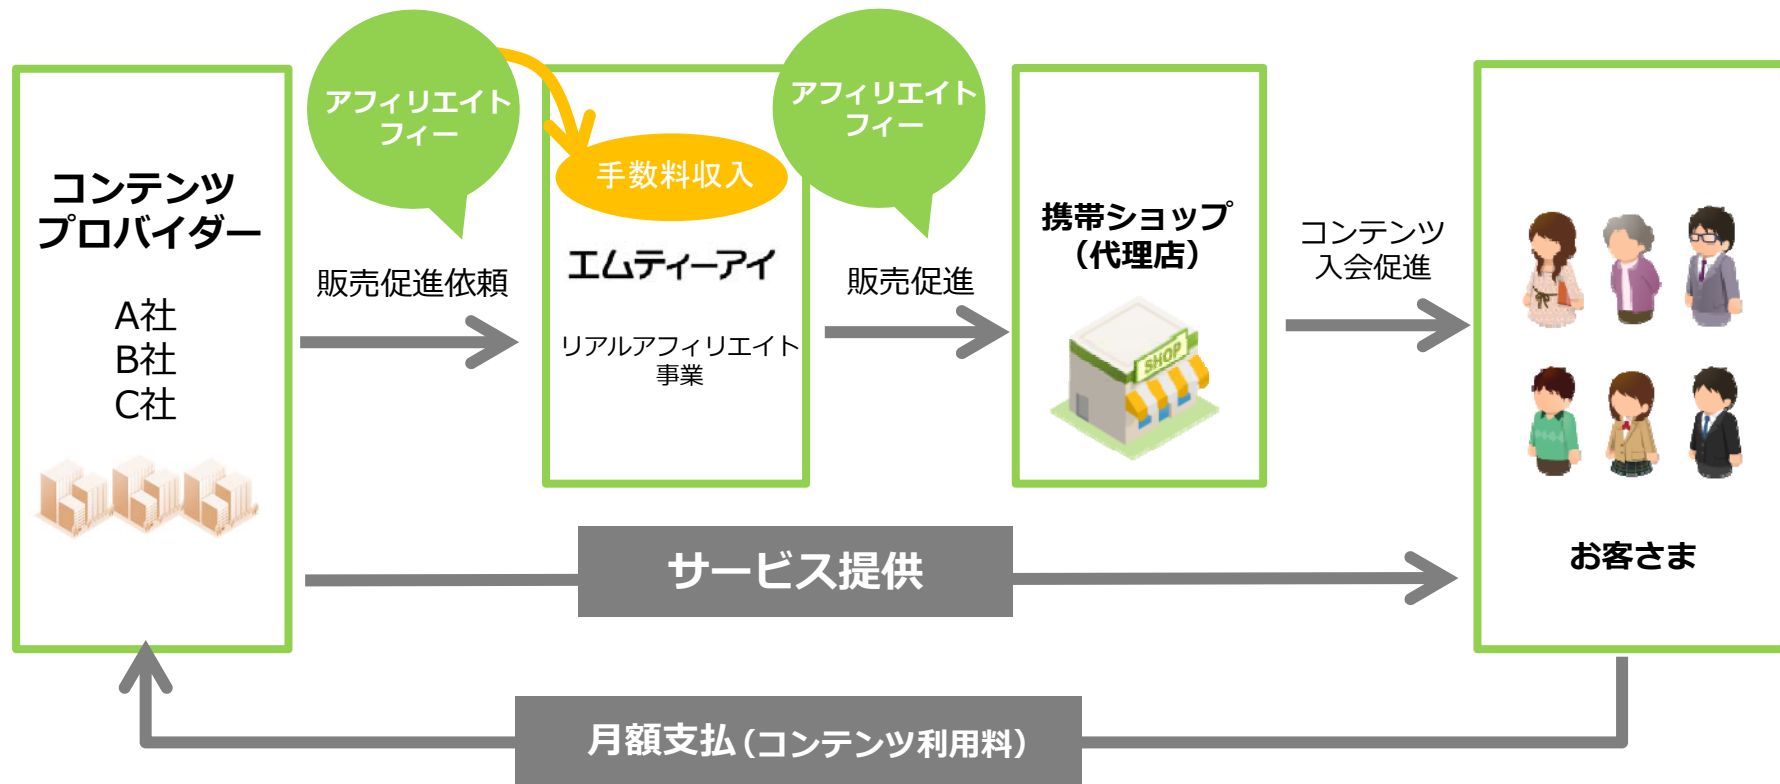 コンテンツ
プロバイダー
A社
B社
C社
アフィリエイト
フィー
販売促進依頼
手数料収入
エムティーアイ
リアルアフィリエイト
事業
アフィリエイト
フィー
販売促進
携帯ショップ
（代理店）
SHOP
コンテンツ
入会促進
お客さま
サービス提供
月額支払（コンテンツ利用料）